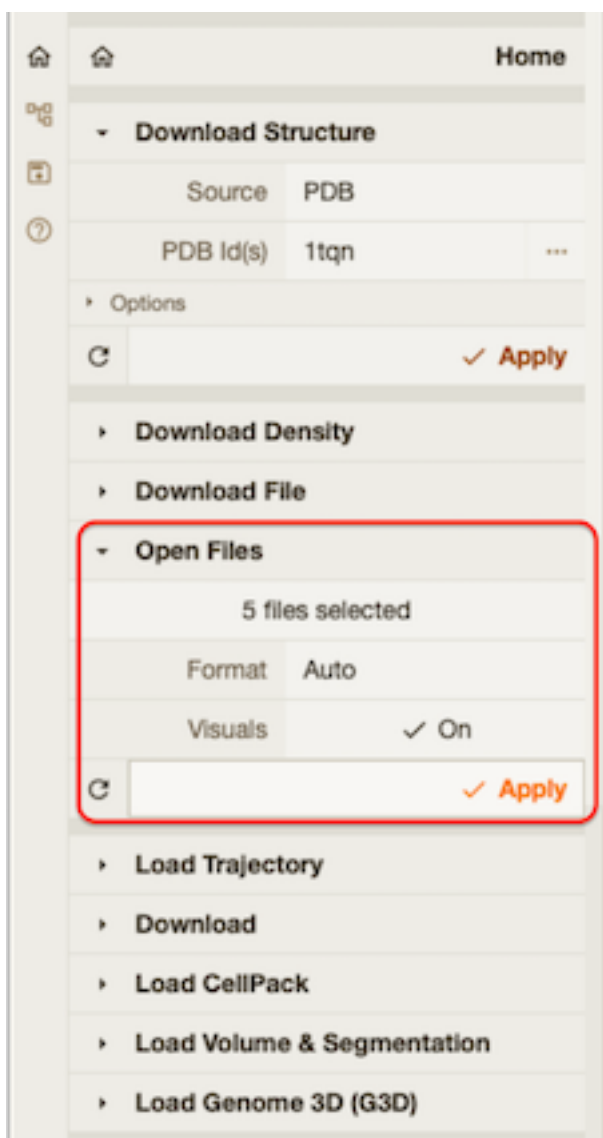 Home
Download Structure
Source PDB
PDB Id(s) 1tqn ...
Options
Apply
Download Density
Download File
Open Files
5 files selected
Format Auto
Visuals On
Apply
Load Trajectory
Download
Load CellPack
Load Volume & Segmentation
Load Genome 3D (G3D)